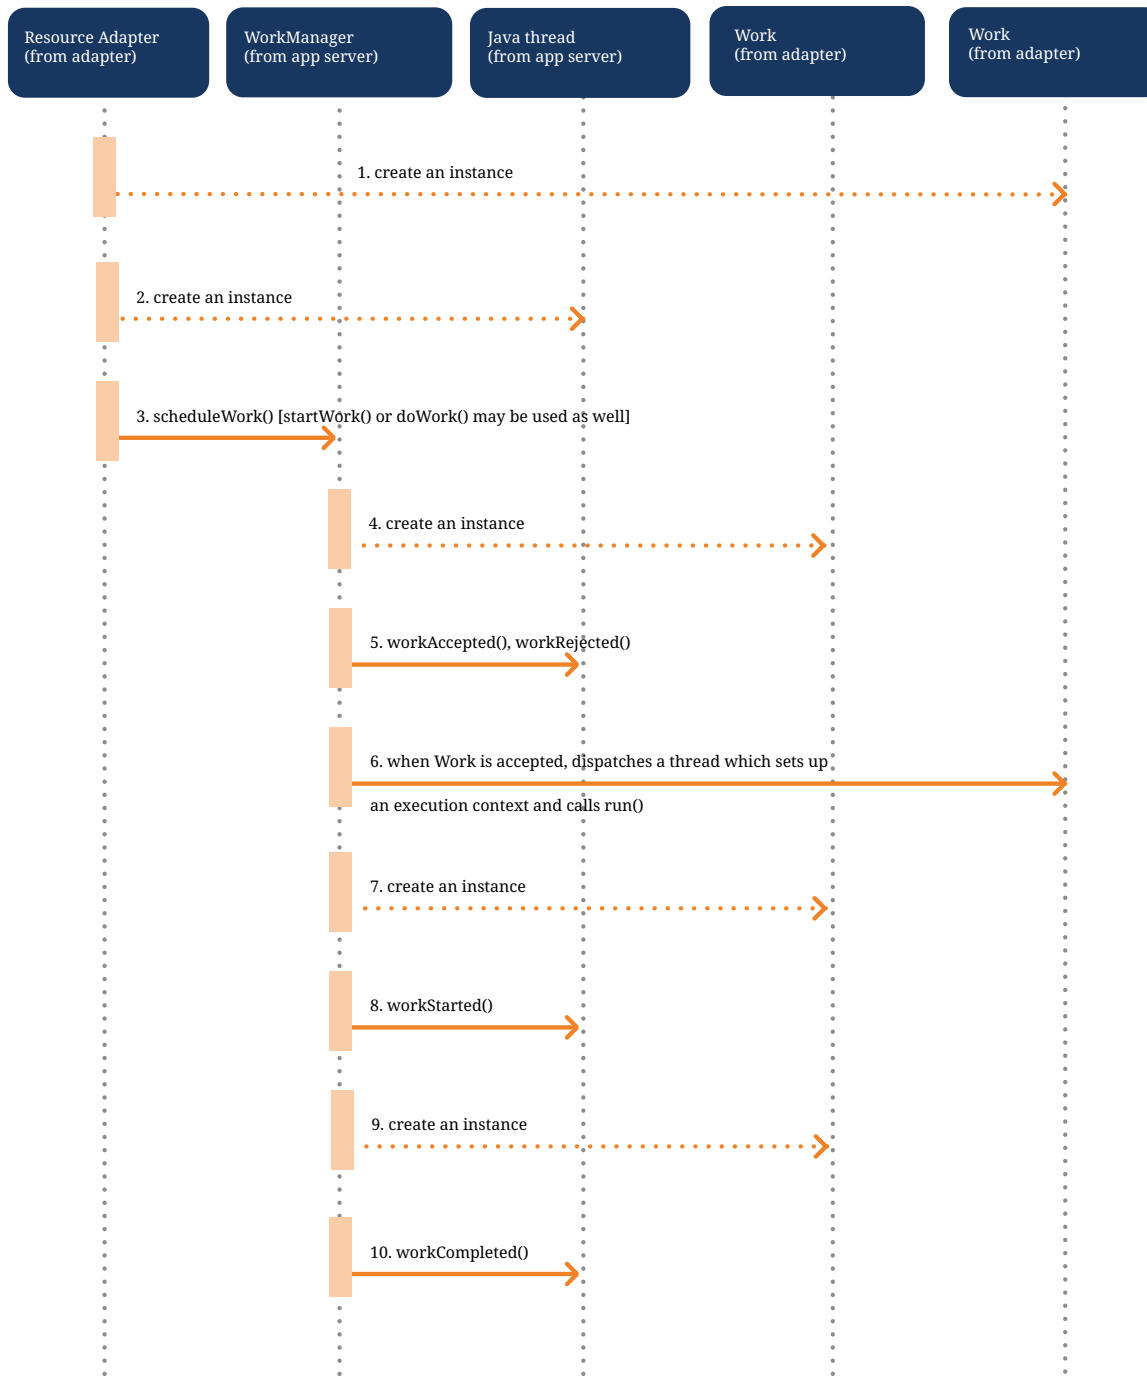 Resource Adapter
(from adapter)
WorkManager
(from app server)
Java thread
(from app server)
Work
(from adapter)
Work
(from adapter)
1. create an instance
2. create an instance
3. scheduleWork() [startWork() or doWork() may be used as well]
4. create an instance
5. workAccepted(), workRejected()
6. when Work is accepted, dispatches a thread which sets up
an execution context and calls run()
7. create an instance
8. workStarted()
9. create an instance
10. workCompleted()